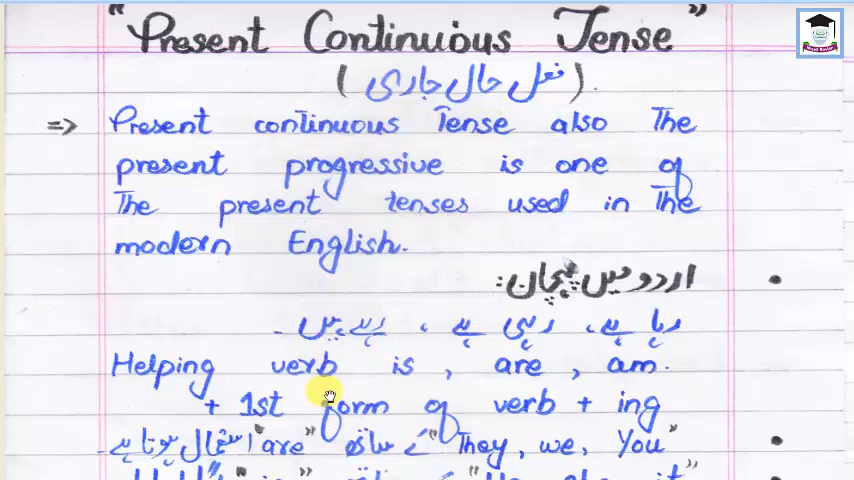 "Present Continuous Tense"
(فعل حال جاری).
=> Present continuous Tense also The
present progressive is one of
The present tenses used in The
modern English.
• اردو میں پہچان:
رہا ہے، رہی ہے ، رہے ہیں۔
Helping verb is , are , am.
+ 1st form of verb + ing
• "They, we, You" کے ساتھ "are" استعمال ہوتا ہے۔